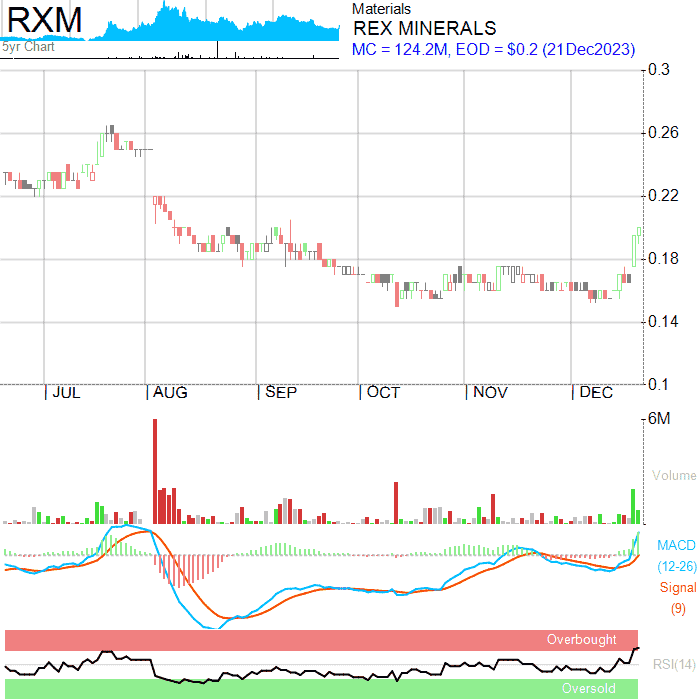 RXM
5yr Chart
Materials
REX MINERALS
MC = 124.2M, EOD = $0.2 (21Dec2023)
0.3
0.26
0.22
0.18
0.14
0.1
JUL AUG SEP OCT NOV DEC
6M
Volume
MACD
(12-26)
Signal
(9)
Overbought
RSI(14)
Oversold